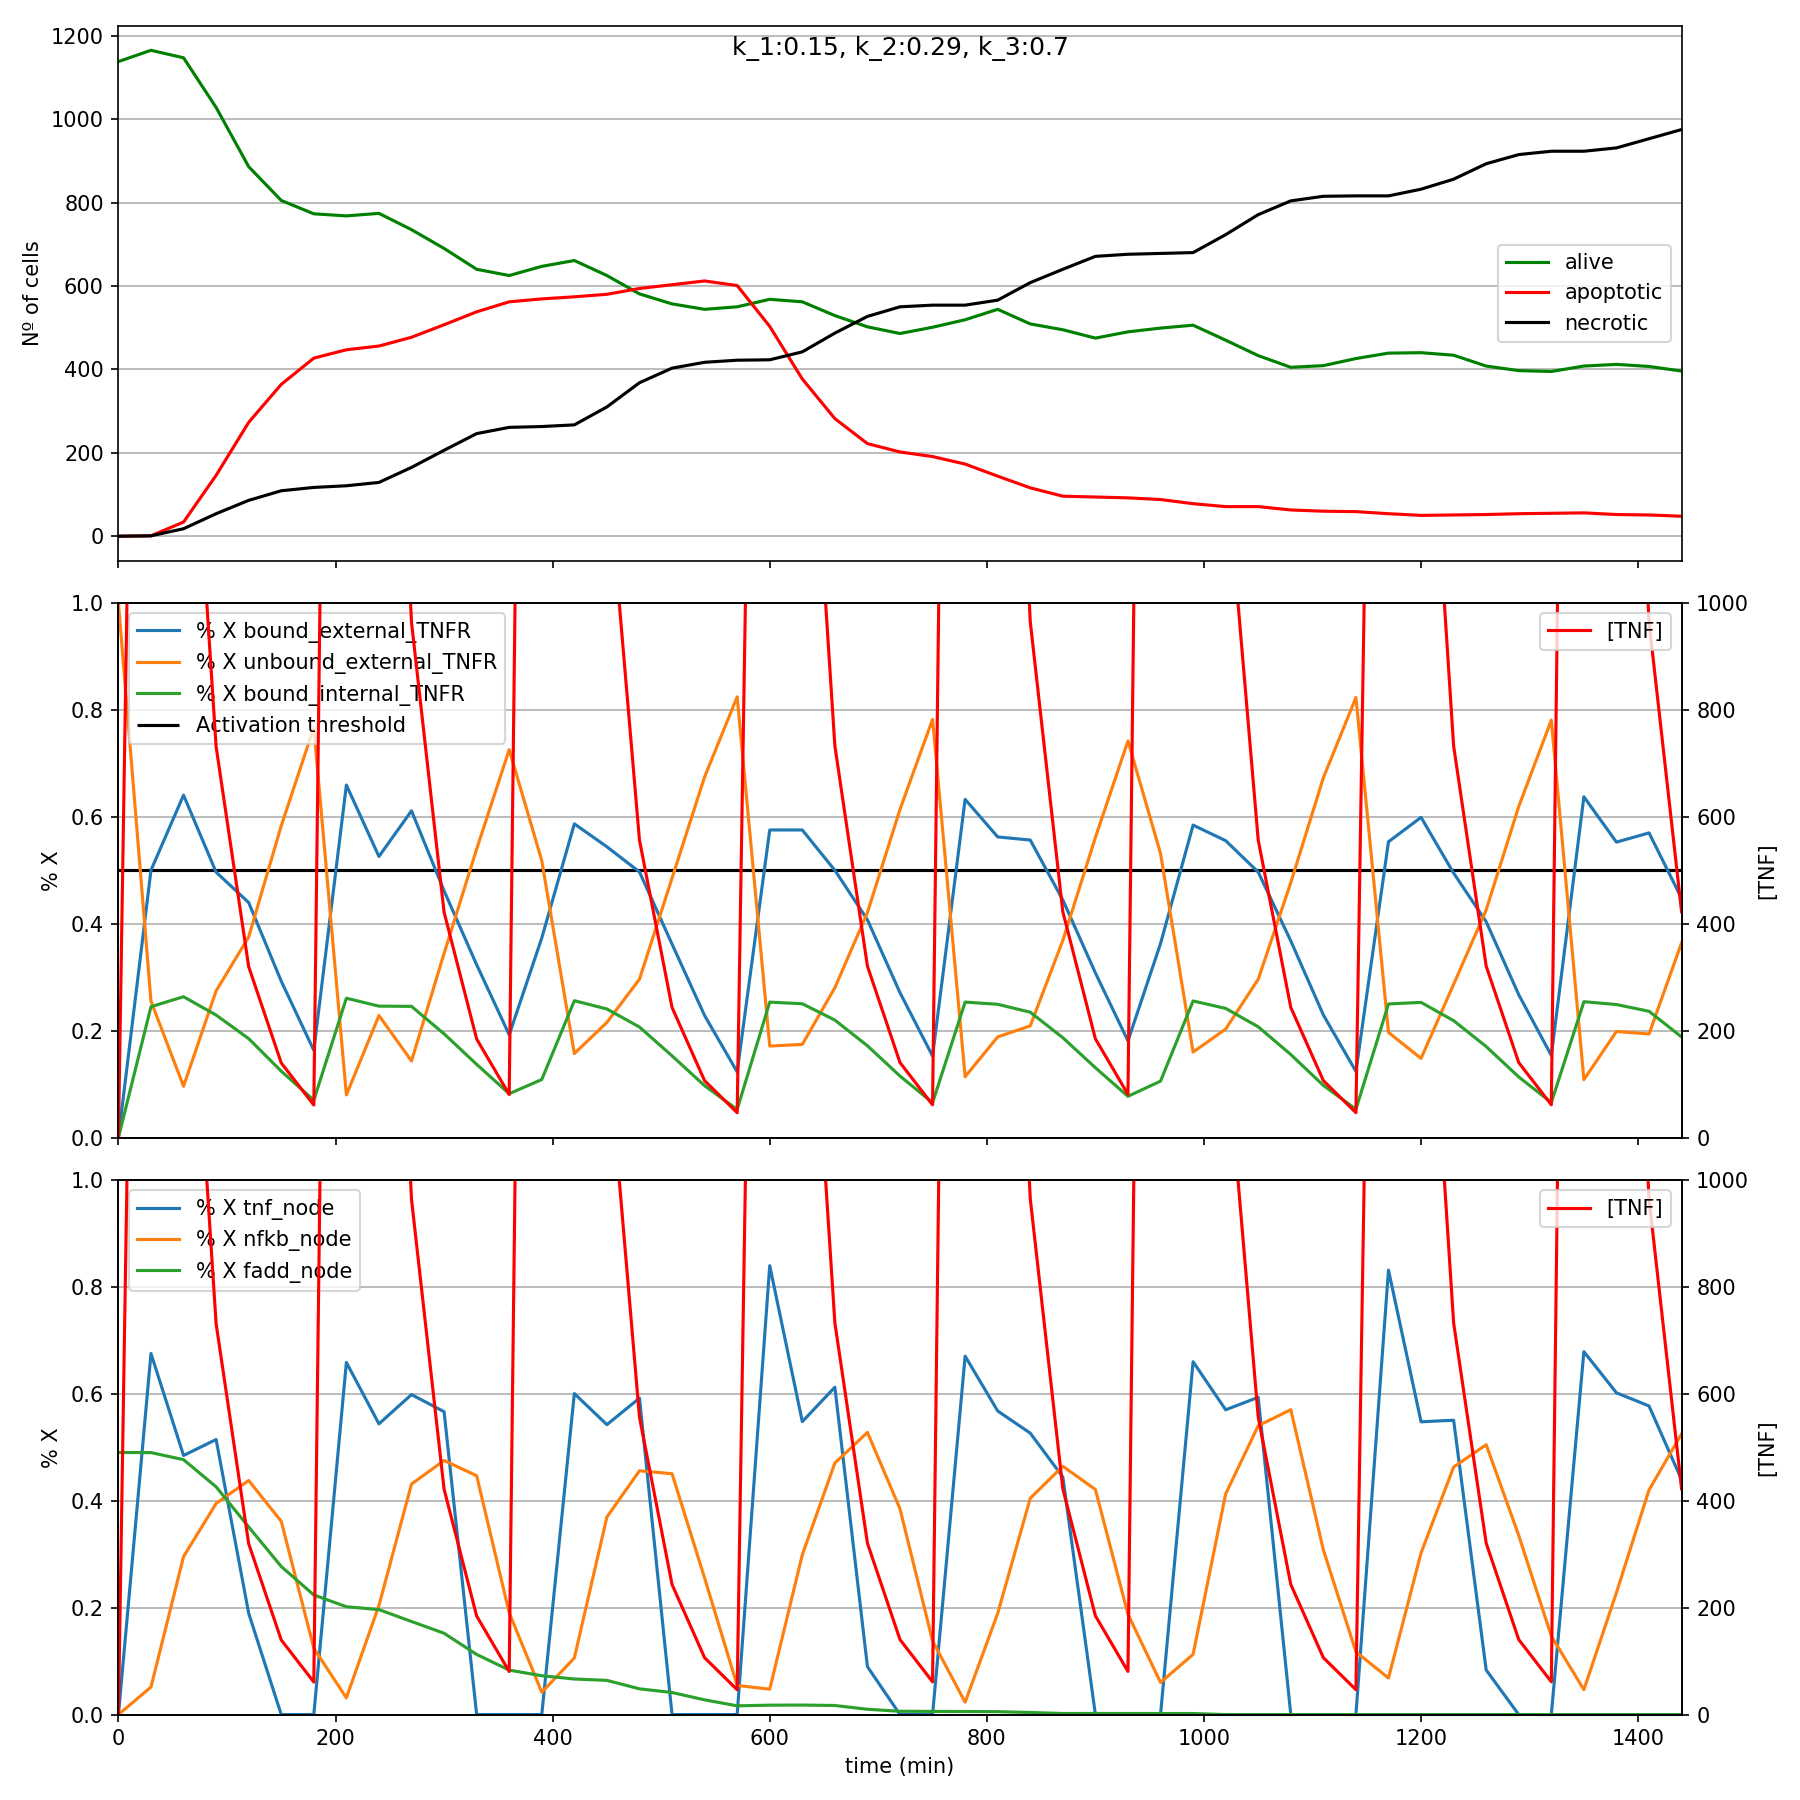 k_1:0.15, k_2:0.29, k_3:0.7
1200
1000
800
600
400
200
0
Nº of cells
alive
apoptotic
necrotic
1.0
0.8
0.6
0.4
0.2
0.0
% X
% X bound_external_TNFR
% X unbound_external_TNFR
% X bound_internal_TNFR
Activation threshold
[TNF]
1000
800
600
400
200
0
[TNF]
1.0
0.8
0.6
0.4
0.2
0.0
% X
% X tnf_node
% X nfkb_node
% X fadd_node
[TNF]
1000
800
600
400
200
0
[TNF]
0 200 400 600 800 1000 1200 1400
time (min)